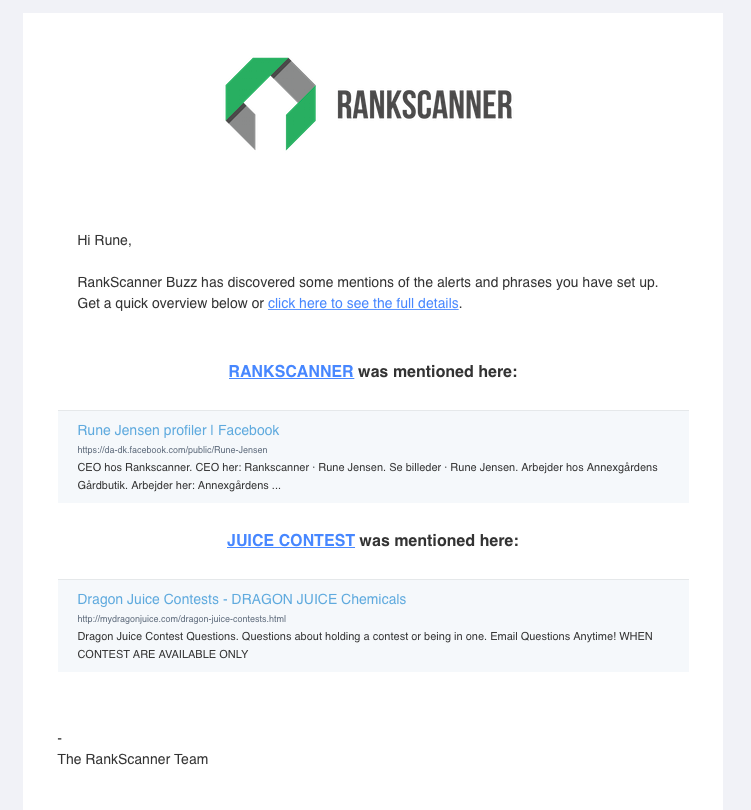 RANKSCANNER
Hi Rune,
RankScanner Buzz has discovered some mentions of the alerts and phrases you have set up.
Get a quick overview below or click here to see the full details.
RANKSCANNER was mentioned here:
Rune Jensen profiler | Facebook
https://da-dk.facebook.com/public/Rune-Jensen
CEO hos Rankscanner. CEO her: Rankscanner · Rune Jensen. Se billeder · Rune Jensen. Arbejder hos Annexgårdens
Gårdbutik. Arbejder her: Annexgårdens ...
JUICE CONTEST was mentioned here:
Dragon Juice Contests - DRAGON JUICE Chemicals
http://mydragonjuice.com/dragon-juice-contests.html
Dragon Juice Contest Questions. Questions about holding a contest or being in one. Email Questions Anytime! WHEN
CONTEST ARE AVAILABLE ONLY
-
The RankScanner Team